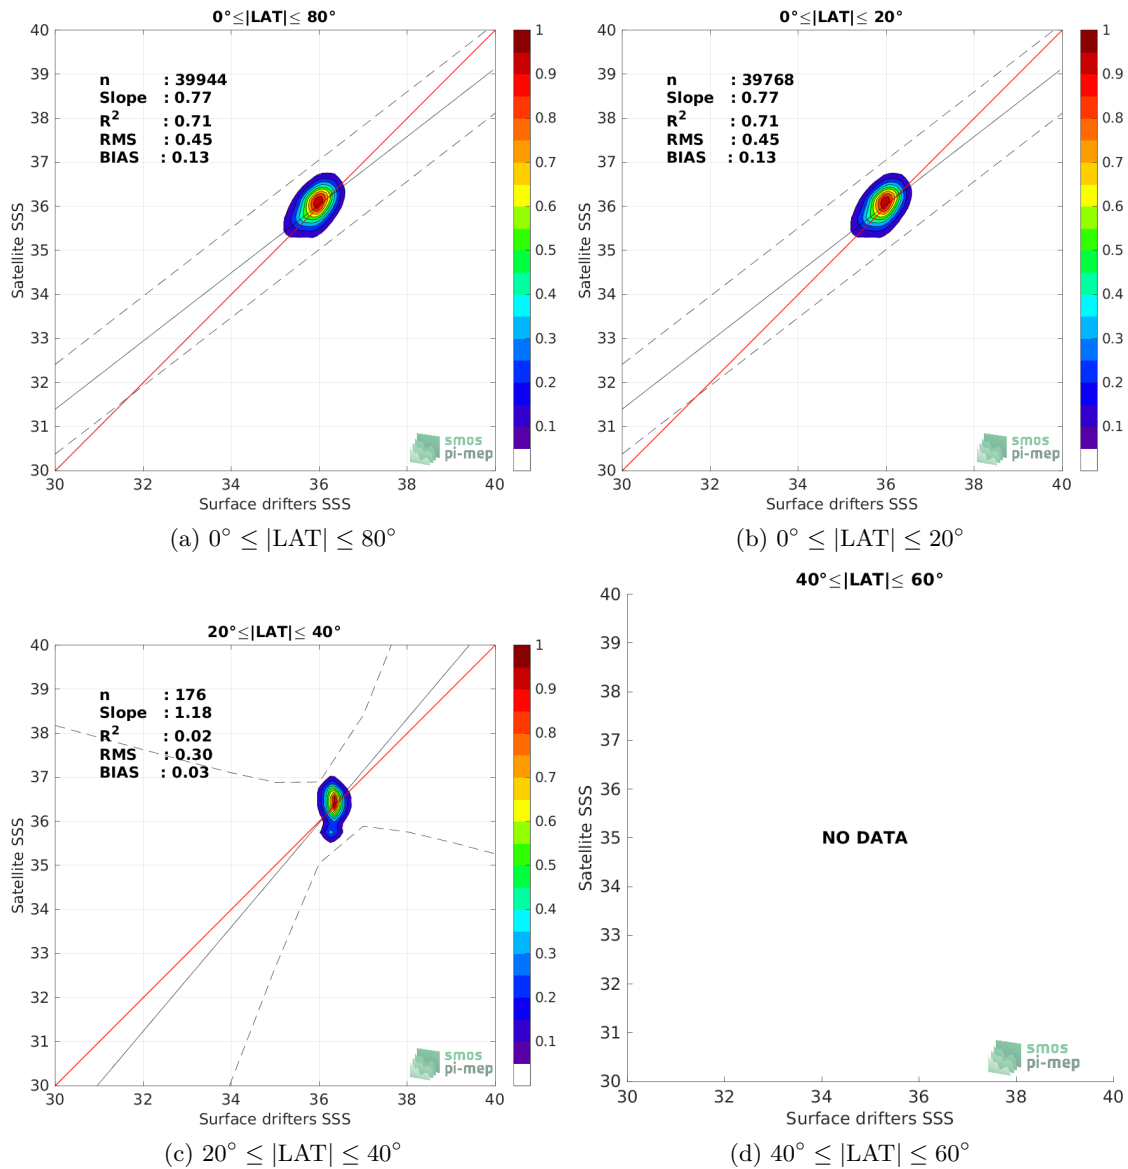 0°≤|LAT|≤ 80°
40
39
38
37
36
35
34
33
32
31
30
n : 39944
Slope : 0.77
R2 : 0.71
RMS : 0.45
BIAS : 0.13
Satellite SSS
30 32 34 36 38 40
Surface drifters SSS
smos
pi-mep
1
0.9
0.8
0.7
0.6
0.5
0.4
0.3
0.2
0.1
(a) 0° ≤ |LAT| ≤ 80°
0°≤|LAT|≤ 20°
40
39
38
37
36
35
34
33
32
31
30
n : 39768
Slope : 0.77
R2 : 0.71
RMS : 0.45
BIAS : 0.13
Satellite SSS
30 32 34 36 38 40
Surface drifters SSS
smos
pi-mep
1
0.9
0.8
0.7
0.6
0.5
0.4
0.3
0.2
0.1
(b) 0° ≤ |LAT| ≤ 20°
20°≤|LAT|≤ 40°
40
39
38
37
36
35
34
33
32
31
30
n : 176
Slope : 1.18
R2 : 0.02
RMS : 0.30
BIAS : 0.03
Satellite SSS
30 32 34 36 38 40
Surface drifters SSS
smos
pi-mep
1
0.9
0.8
0.7
0.6
0.5
0.4
0.3
0.2
0.1
(c) 20° ≤ |LAT| ≤ 40°
40°≤|LAT|≤ 60°
40
39
38
37
36
35
34
33
32
31
30
NO DATA
Satellite SSS
30 32 34 36 38 40
Surface drifters SSS
smos
pi-mep
(d) 40° ≤ |LAT| ≤ 60°